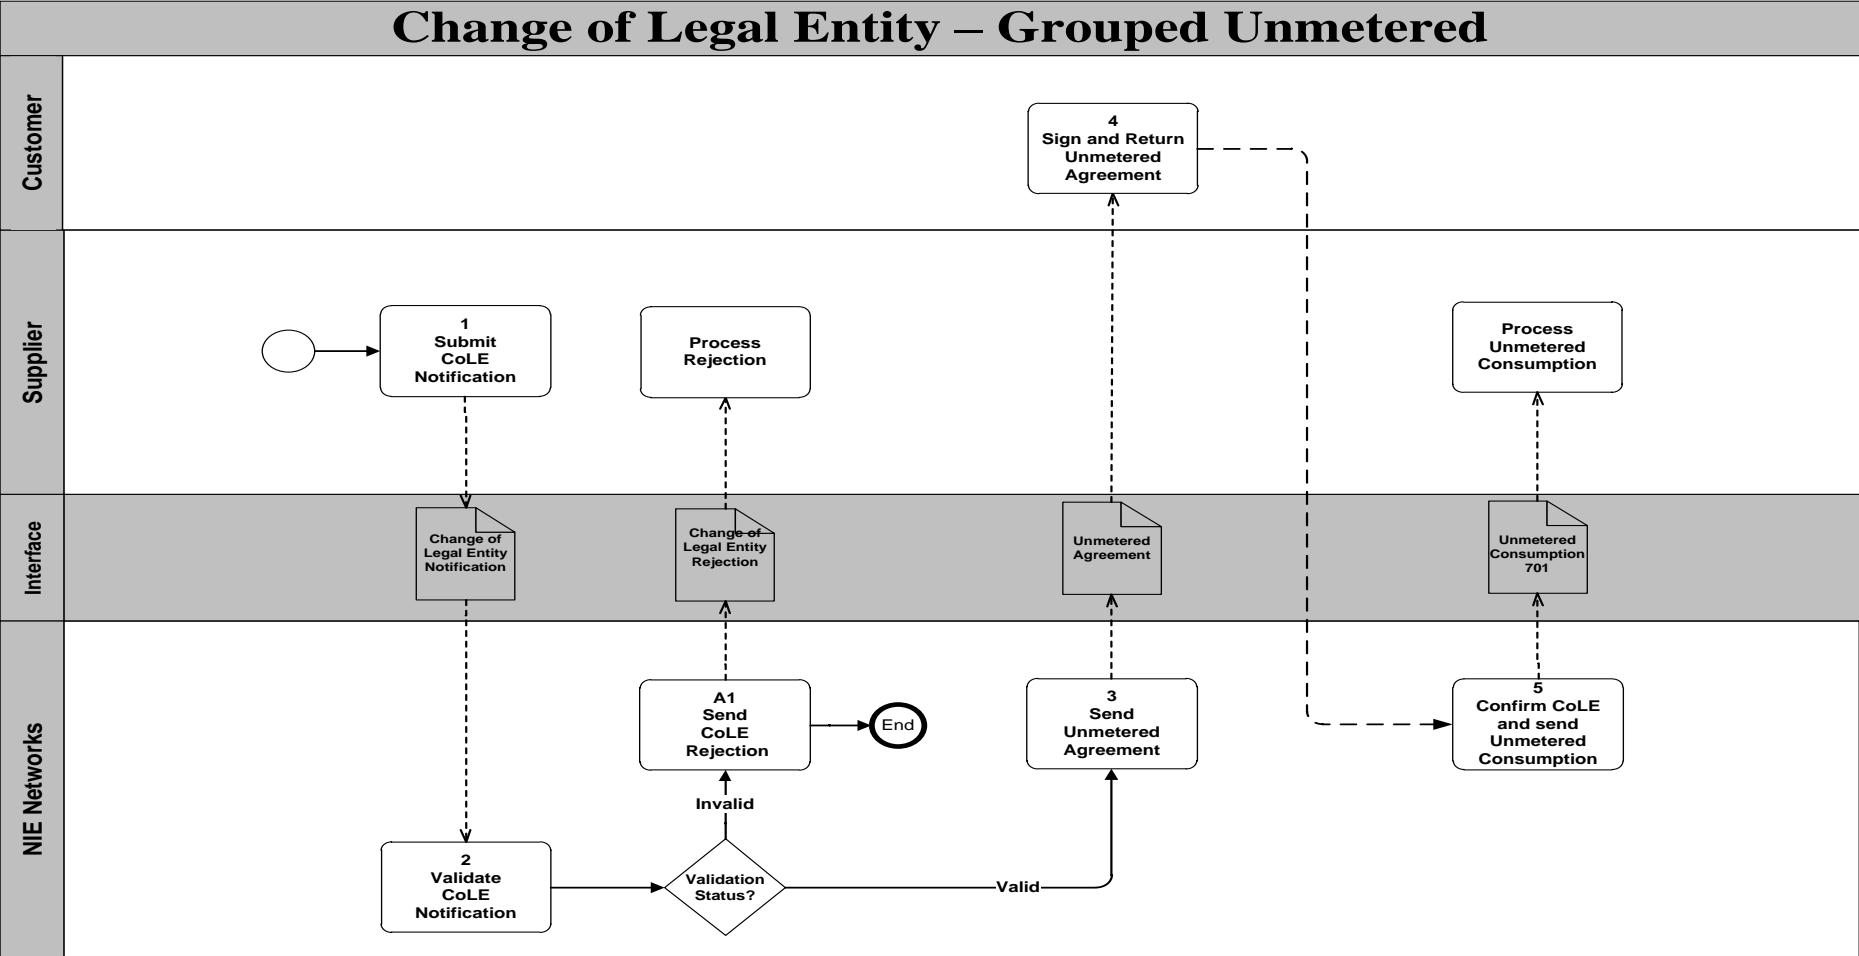 Change of Legal Entity – Grouped Unmetered
Customer
4
Sign and Return
Unmetered
Agreement
Supplier
1
Submit
CoLE
Notification
Process
Rejection
Process
Unmetered
Consumption
Interface
Change of
Legal Entity
Notification
Change of
Legal Entity
Rejection
Unmetered
Agreement
Unmetered
Consumption
701
NIE Networks
A1
Send
CoLE
Rejection
End
3
Send
Unmetered
Agreement
5
Confirm CoLE
and send
Unmetered
Consumption
Invalid
2
Validate
CoLE
Notification
Validation
Status?
Valid